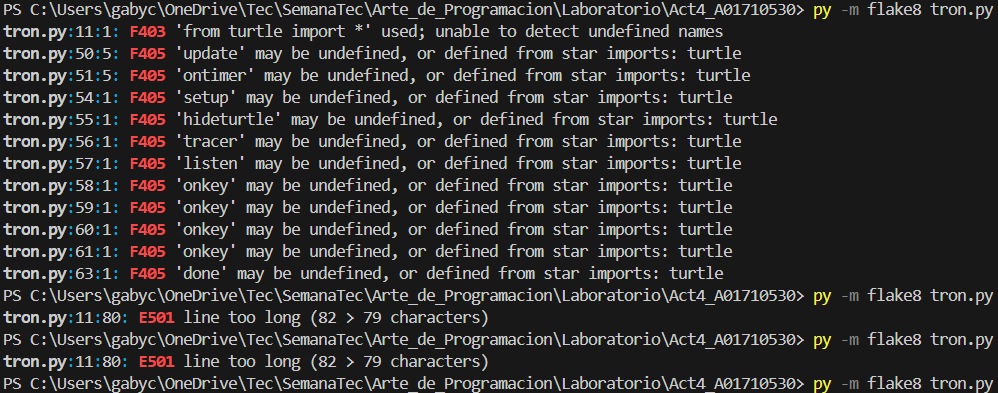 PS C:\Users\gabyc\OneDrive\Tec\SemanaTec\Arte_de_Programacion\Laboratorio\Act4_A01710530> py -m flake8 tron.py
tron.py:11:1: F403 'from turtle import *' used; unable to detect undefined names
tron.py:50:5: F405 'update' may be undefined, or defined from star imports: turtle
tron.py:51:5: F405 'ontimer' may be undefined, or defined from star imports: turtle
tron.py:54:1: F405 'setup' may be undefined, or defined from star imports: turtle
tron.py:55:1: F405 'hideturtle' may be undefined, or defined from star imports: turtle
tron.py:56:1: F405 'tracer' may be undefined, or defined from star imports: turtle
tron.py:57:1: F405 'listen' may be undefined, or defined from star imports: turtle
tron.py:58:1: F405 'onkey' may be undefined, or defined from star imports: turtle
tron.py:59:1: F405 'onkey' may be undefined, or defined from star imports: turtle
tron.py:60:1: F405 'onkey' may be undefined, or defined from star imports: turtle
tron.py:61:1: F405 'onkey' may be undefined, or defined from star imports: turtle
tron.py:63:1: F405 'done' may be undefined, or defined from star imports: turtle
PS C:\Users\gabyc\OneDrive\Tec\SemanaTec\Arte_de_Programacion\Laboratorio\Act4_A01710530> py -m flake8 tron.py
tron.py:11:80: E501 line too long (82 > 79 characters)
PS C:\Users\gabyc\OneDrive\Tec\SemanaTec\Arte_de_Programacion\Laboratorio\Act4_A01710530> py -m flake8 tron.py
tron.py:11:80: E501 line too long (82 > 79 characters)
PS C:\Users\gabyc\OneDrive\Tec\SemanaTec\Arte_de_Programacion\Laboratorio\Act4_A01710530> py -m flake8 tron.py